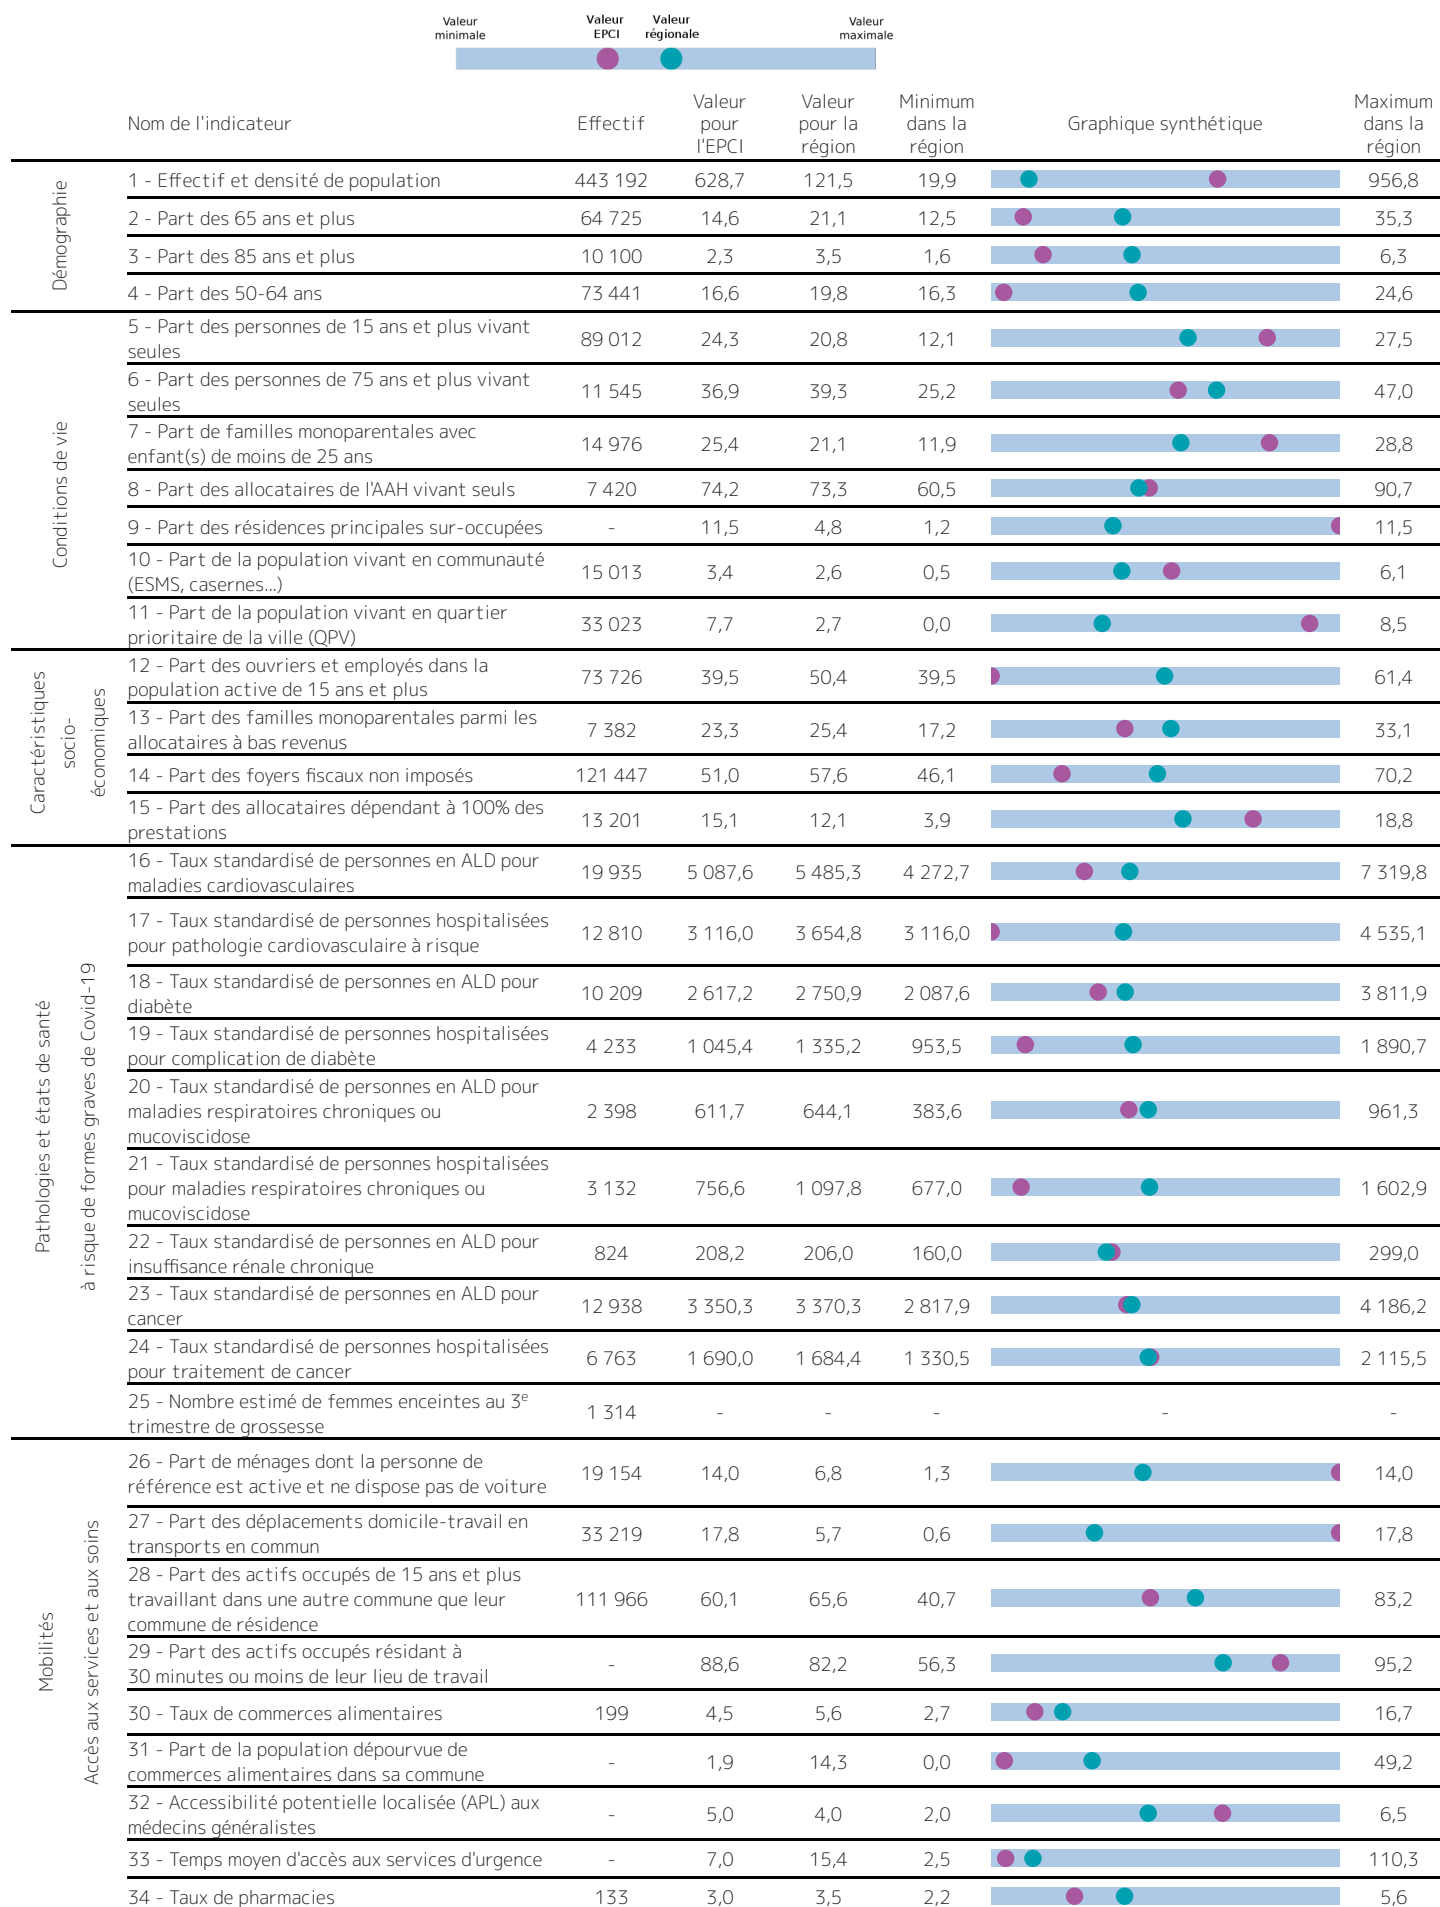 Valeur minimale
Valeur EPCI
Valeur régionale
Valeur maximale
Nom de l'indicateur
Effectif
Valeur pour l'EPCI
Valeur pour la région
Minimum dans la région
Graphique synthétique
Maximum dans la région
Démographie
1 - Effectif et densité de population 443 192 628,7 121,5 19,9 956,8
2 - Part des 65 ans et plus 64 725 14,6 21,1 12,5 35,3
3 - Part des 85 ans et plus 10 100 2,3 3,5 1,6 6,3
4 - Part des 50-64 ans 73 441 16,6 19,8 16,3 24,6
Conditions de vie
5 - Part des personnes de 15 ans et plus vivant
seules 89 012 24,3 20,8 12,1 27,5
6 - Part des personnes de 75 ans et plus vivant
seules 11 545 36,9 39,3 25,2 47,0
7 - Part de familles monoparentales avec
enfant(s) de moins de 25 ans 14 976 25,4 21,1 11,9 28,8
8 - Part des allocataires de l'AAH vivant seuls 7 420 74,2 73,3 60,5 90,7
9 - Part des résidences principales sur-occupées - 11,5 4,8 1,2 11,5
10 - Part de la population vivant en communauté
(ESMS, casernes...) 15 013 3,4 2,6 0,5 6,1
11 - Part de la population vivant en quartier
prioritaire de la ville (QPV) 33 023 7,7 2,7 0,0 8,5
Caractéristiques
socio-
économiques
12 - Part des ouvriers et employés dans la
population active de 15 ans et plus 73 726 39,5 50,4 39,5 61,4
13 - Part des familles monoparentales parmi les
allocataires à bas revenus 7 382 23,3 25,4 17,2 33,1
14 - Part des foyers fiscaux non imposés 121 447 51,0 57,6 46,1 70,2
15 - Part des allocataires dépendant à 100% des
prestations 13 201 15,1 12,1 3,9 18,8
Pathologies et états de santé
à risque de formes graves de Covid-19
16 - Taux standardisé de personnes en ALD pour
maladies cardiovasculaires 19 935 5 087,6 5 485,3 4 272,7 7 319,8
17 - Taux standardisé de personnes hospitalisées
pour pathologie cardiovasculaire à risque 12 810 3 116,0 3 654,8 3 116,0 4 535,1
18 - Taux standardisé de personnes en ALD pour
diabète 10 209 2 617,2 2 750,9 2 087,6 3 811,9
19 - Taux standardisé de personnes hospitalisées
pour complication de diabète 4 233 1 045,4 1 335,2 953,5 1 890,7
20 - Taux standardisé de personnes en ALD pour
maladies respiratoires chroniques ou
mucoviscidose 2 398 611,7 644,1 383,6 961,3
21 - Taux standardisé de personnes hospitalisées
pour maladies respiratoires chroniques ou
mucoviscidose 3 132 756,6 1 097,8 677,0 1 602,9
22 - Taux standardisé de personnes en ALD pour
insuffisance rénale chronique 824 208,2 206,0 160,0 299,0
23 - Taux standardisé de personnes en ALD pour
cancer 12 938 3 350,3 3 370,3 2 817,9 4 186,2
24 - Taux standardisé de personnes hospitalisées
pour traitement de cancer 6 763 1 690,0 1 684,4 1 330,5 2 115,5
25 - Nombre estimé de femmes enceintes au 3e
trimestre de grossesse 1 314 - - - - -
Mobilités
Accès aux services et aux soins
26 - Part de ménages dont la personne de
référence est active et ne dispose pas de voiture 19 154 14,0 6,8 1,3 14,0
27 - Part des déplacements domicile-travail en
transports en commun 33 219 17,8 5,7 0,6 17,8
28 - Part des actifs occupés de 15 ans et plus
travaillant dans une autre commune que leur
commune de résidence 111 966 60,1 65,6 40,7 83,2
29 - Part des actifs occupés résidant à
30 minutes ou moins de leur lieu de travail - 88,6 82,2 56,3 95,2
30 - Taux de commerces alimentaires 199 4,5 5,6 2,7 16,7
31 - Part de la population dépourvue de
commerces alimentaires dans sa commune - 1,9 14,3 0,0 49,2
32 - Accessibilité potentielle localisée (APL) aux
médecins généralistes - 5,0 4,0 2,0 6,5
33 - Temps moyen d'accès aux services d'urgence - 7,0 15,4 2,5 110,3
34 - Taux de pharmacies 133 3,0 3,5 2,2 5,6